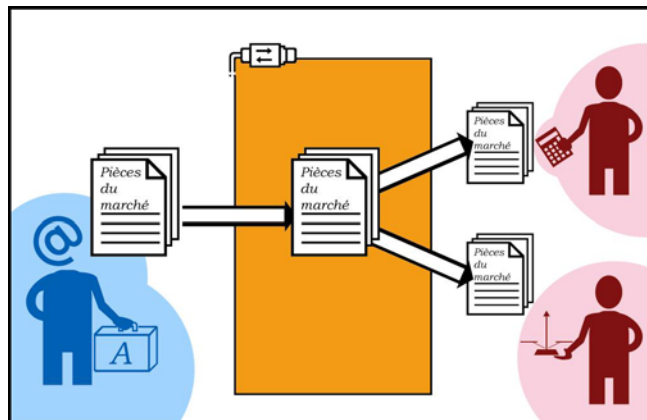 Pièces
du
marché
Pièces
du
marché
Pièces
du
marché
Pièces
du
marché
@
A